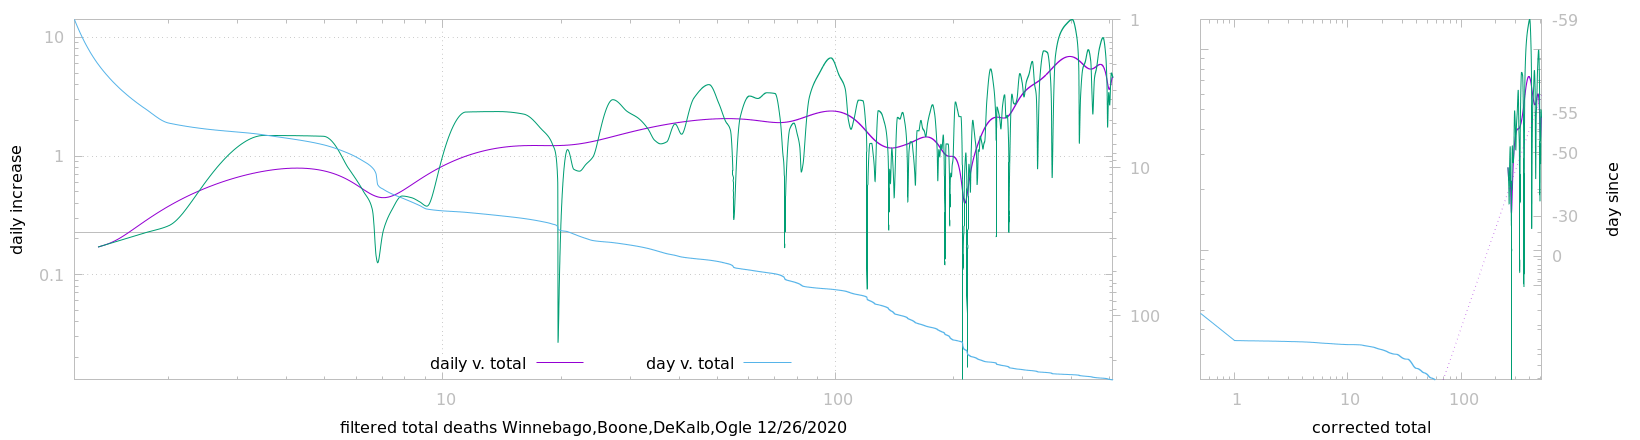 daily increase
10
1
0.1
1
10
100
daily v. total
day v. total
10
100
filtered total deaths Winnebago,Boone,DeKalb,Ogle 12/26/2020
-59
-55
-50
-30
0
day since
1
10
100
corrected total